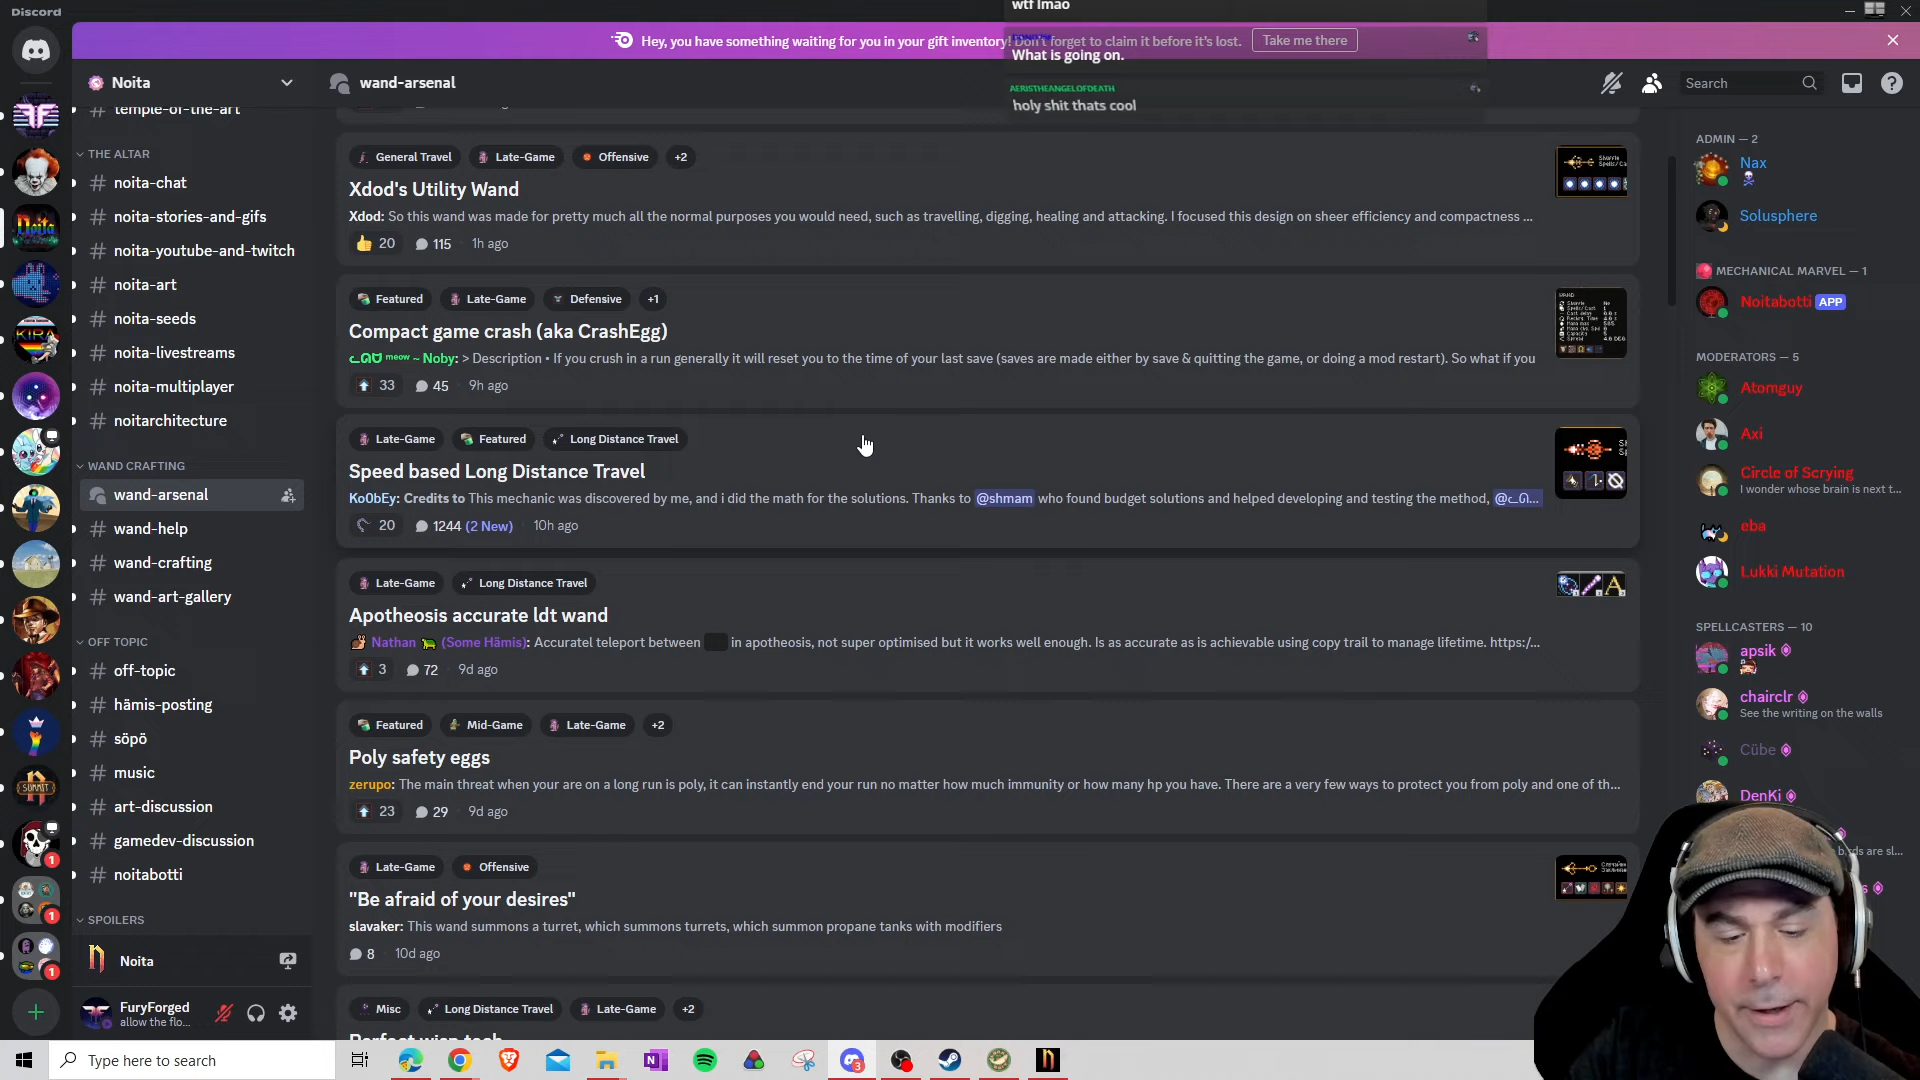 Discord
wtf lmao
Hey, you have something waiting for you in your gift inventory! Don't forget to claim it before it's lost.
Take me there
What is going on.
AERISTHEANGELOFDEATH
holy shit thats cool
Noita
wand-arsenal
Search
temple-of-the-art
THE ALTAR
noita-chat
noita-stories-and-gifs
noita-youtube-and-twitch
noita-art
noita-seeds
noita-livestreams
noita-multiplayer
noitarchitecture
WAND CRAFTING
wand-arsenal
wand-help
wand-crafting
wand-art-gallery
OFF TOPIC
off-topic
hämis-posting
söpö
music
art-discussion
gamedev-discussion
noitabotti
SPOILERS
Noita
FuryForged
allow the flo...
General Travel Late-Game Offensive +2
Xdod's Utility Wand
Xdod: So this wand was made for pretty much all the normal purposes you would need, such as travelling, digging, healing and attacking. I focused this design on sheer efficiency and compactness ...
20 115 1h ago
Featured Late-Game Defensive +1
Compact game crash (aka CrashEgg)
meow ~ Noby: > Description • If you crush in a run generally it will reset you to the time of your last save (saves are made either by save & quitting the game, or doing a mod restart). So what if you
33 45 9h ago
Late-Game Featured Long Distance Travel
Speed based Long Distance Travel
Ko0bEy: Credits to This mechanic was discovered by me, and i did the math for the solutions. Thanks to @shmam who found budget solutions and helped developing and testing the method,
20 1244 (2 New) 10h ago
Late-Game Long Distance Travel
Apotheosis accurate ldt wand
Nathan (Some Hämis): Accuratel teleport between in apotheosis, not super optimised but it works well enough. Is as accurate as is achievable using copy trail to manage lifetime. https:/...
3 72 9d ago
Featured Mid-Game Late-Game +2
Poly safety eggs
zerupo: The main threat when your are on a long run is poly, it can instantly end your run no matter how much immunity or how many hp you have. There are a very few ways to protect you from poly and one of th...
23 29 9d ago
Late-Game Offensive
"Be afraid of your desires"
slavaker: This wand summons a turret, which summons turrets, which summon propane tanks with modifiers
8 10d ago
Misc Long Distance Travel Late-Game +2
ADMIN — 2
Nax
Solusphere
MECHANICAL MARVEL — 1
Noitabotti APP
MODERATORS — 5
Atomguy
Axi
Circle of Scrying
I wonder whose brain is next t...
eba
Lukki Mutation
SPELLCASTERS — 10
apsik
chairclr
See the writing on the walls
Cübe
DenKi
SUMMIT
1
1
1
Type here to search
3